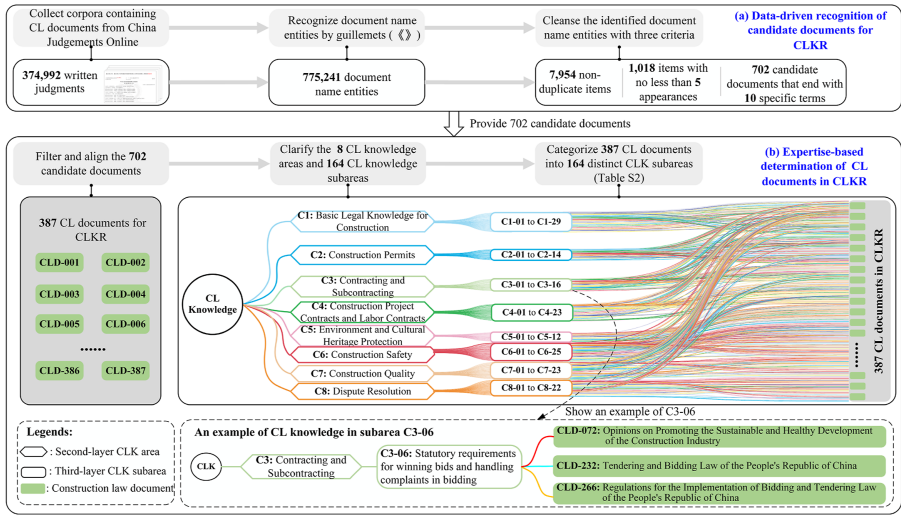 Collect corpora containing
CL documents from China
Judgements Online
Recognize document name
entities by guillemets (《》)
Cleanse the identified document
name entities with three criteria
(a) Data-driven recognition of
candidate documents for
CLKR
374,992 written
judgments
775,241 document
name entities
7,954 non-
duplicate items
1,018 items with
no less than 5
appearances
702 candidate
documents that end with
10 specific terms
Provide 702 candidate documents
Filter and align the 702
candidate documents
Clarify the 8 CL knowledge
areas and 164 CL knowledge
subareas
Categorize 387 CL documents
into 164 distinct CLK subareas
(Table S2)
(b) Expertise-based
determination of CL
documents in CLKR
387 CL documents for
CLKR
CLD-001
CLD-002
CLD-003
CLD-004
CLD-005
CLD-006
......
CLD-386
CLD-387
CL
Knowledge
C1: Basic Legal Knowledge for
Construction
C2: Construction Permits
C3: Contracting and
Subcontracting
C4: Construction Project
Contracts and Labor Contracts
C5: Environment and Cultural
Heritage Protection
C6: Construction Safety
C7: Construction Quality
C8: Dispute Resolution
C1-01 to C1-29
C2-01 to C2-14
C3-01 to C3-16
C4-01 to C4-23
C5-01 to C5-12
C6-01 to C6-25
C7-01 to C7-23
C8-01 to C8-22
......
387 CL documents in CLKR
Show an example of C3-06
Legends:
: Second-layer CLK area
: Third-layer CLK subarea
: Construction law document
An example of CL knowledge in subarea C3-06
CLK
C3: Contracting and
Subcontracting
C3-06: Statutory requirements
for winning bids and handling
complaints in bidding
CLD-072: Opinions on Promoting the Sustainable and Healthy Development
of the Construction Industry
CLD-232: Tendering and Bidding Law of the People's Republic of China
CLD-266: Regulations for the Implementation of Bidding and Tendering Law
of the People's Republic of China